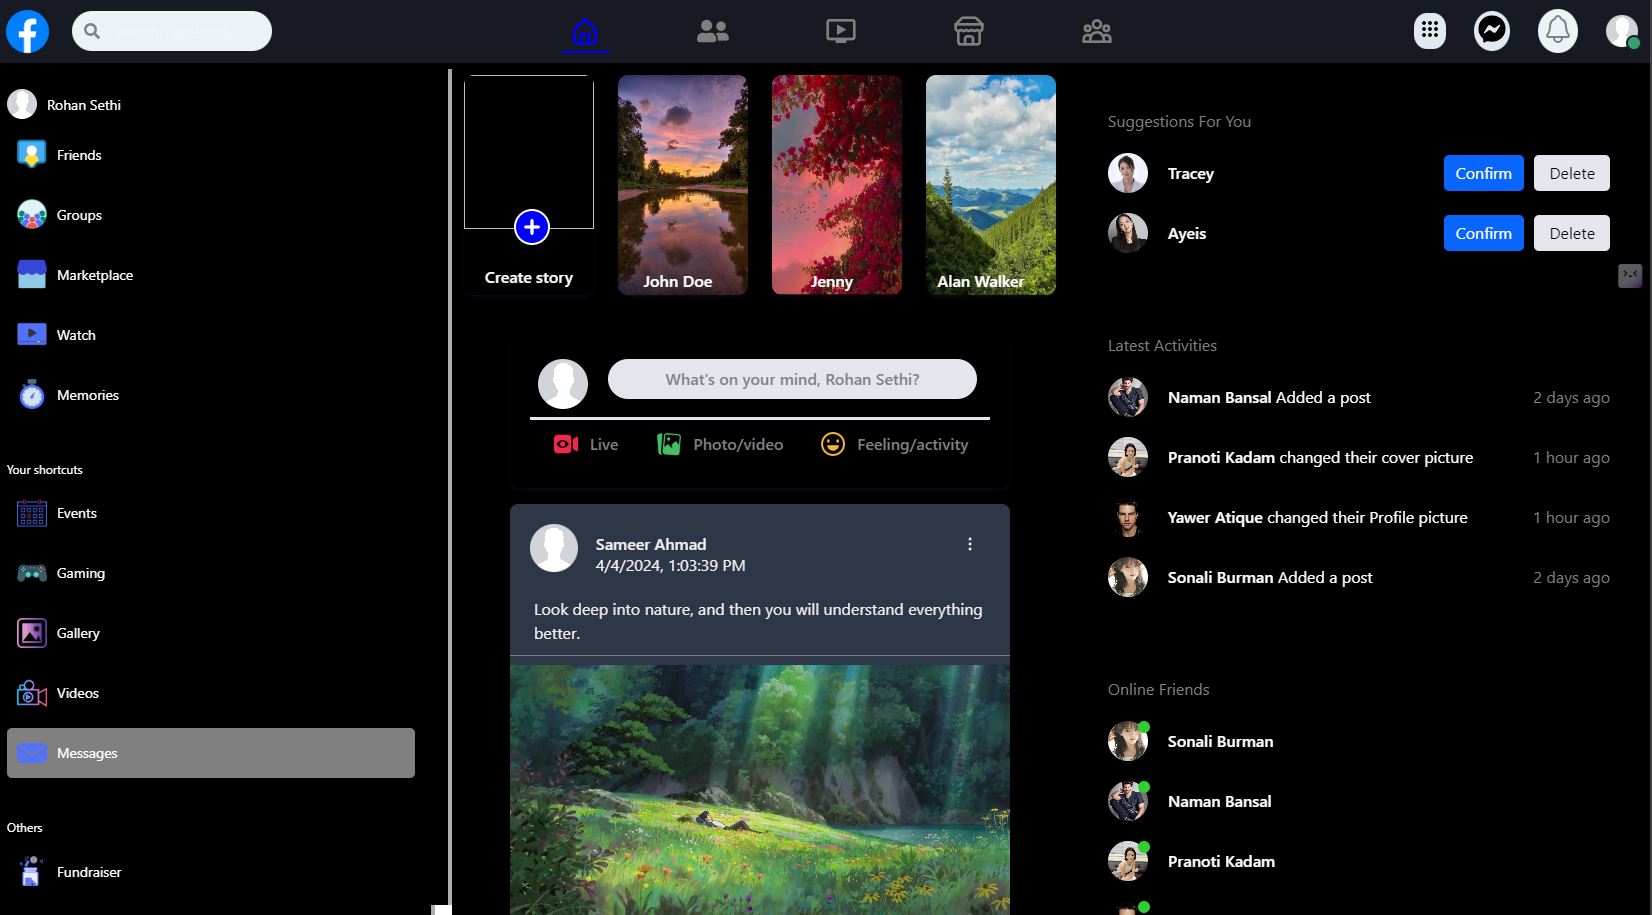 Rohan Sethi
Friends
Groups
Marketplace
Watch
Memories
Your shortcuts
Events
Gaming
Gallery
Videos
Messages
Others
Fundraiser
Create story
John Doe
Jenny
Alan Walker
What's on your mind, Rohan Sethi?
Live
Photo/video
Feeling/activity
Sameer Ahmad
4/4/2024, 1:03:39 PM
Look deep into nature, and then you will understand everything
better.
Suggestions For You
Tracey
Confirm
Delete
Ayeis
Confirm
Delete
Latest Activities
Naman Bansal Added a post
2 days ago
Pranoti Kadam changed their cover picture
1 hour ago
Yawer Atique changed their Profile picture
1 hour ago
Sonali Burman Added a post
2 days ago
Online Friends
Sonali Burman
Naman Bansal
Pranoti Kadam